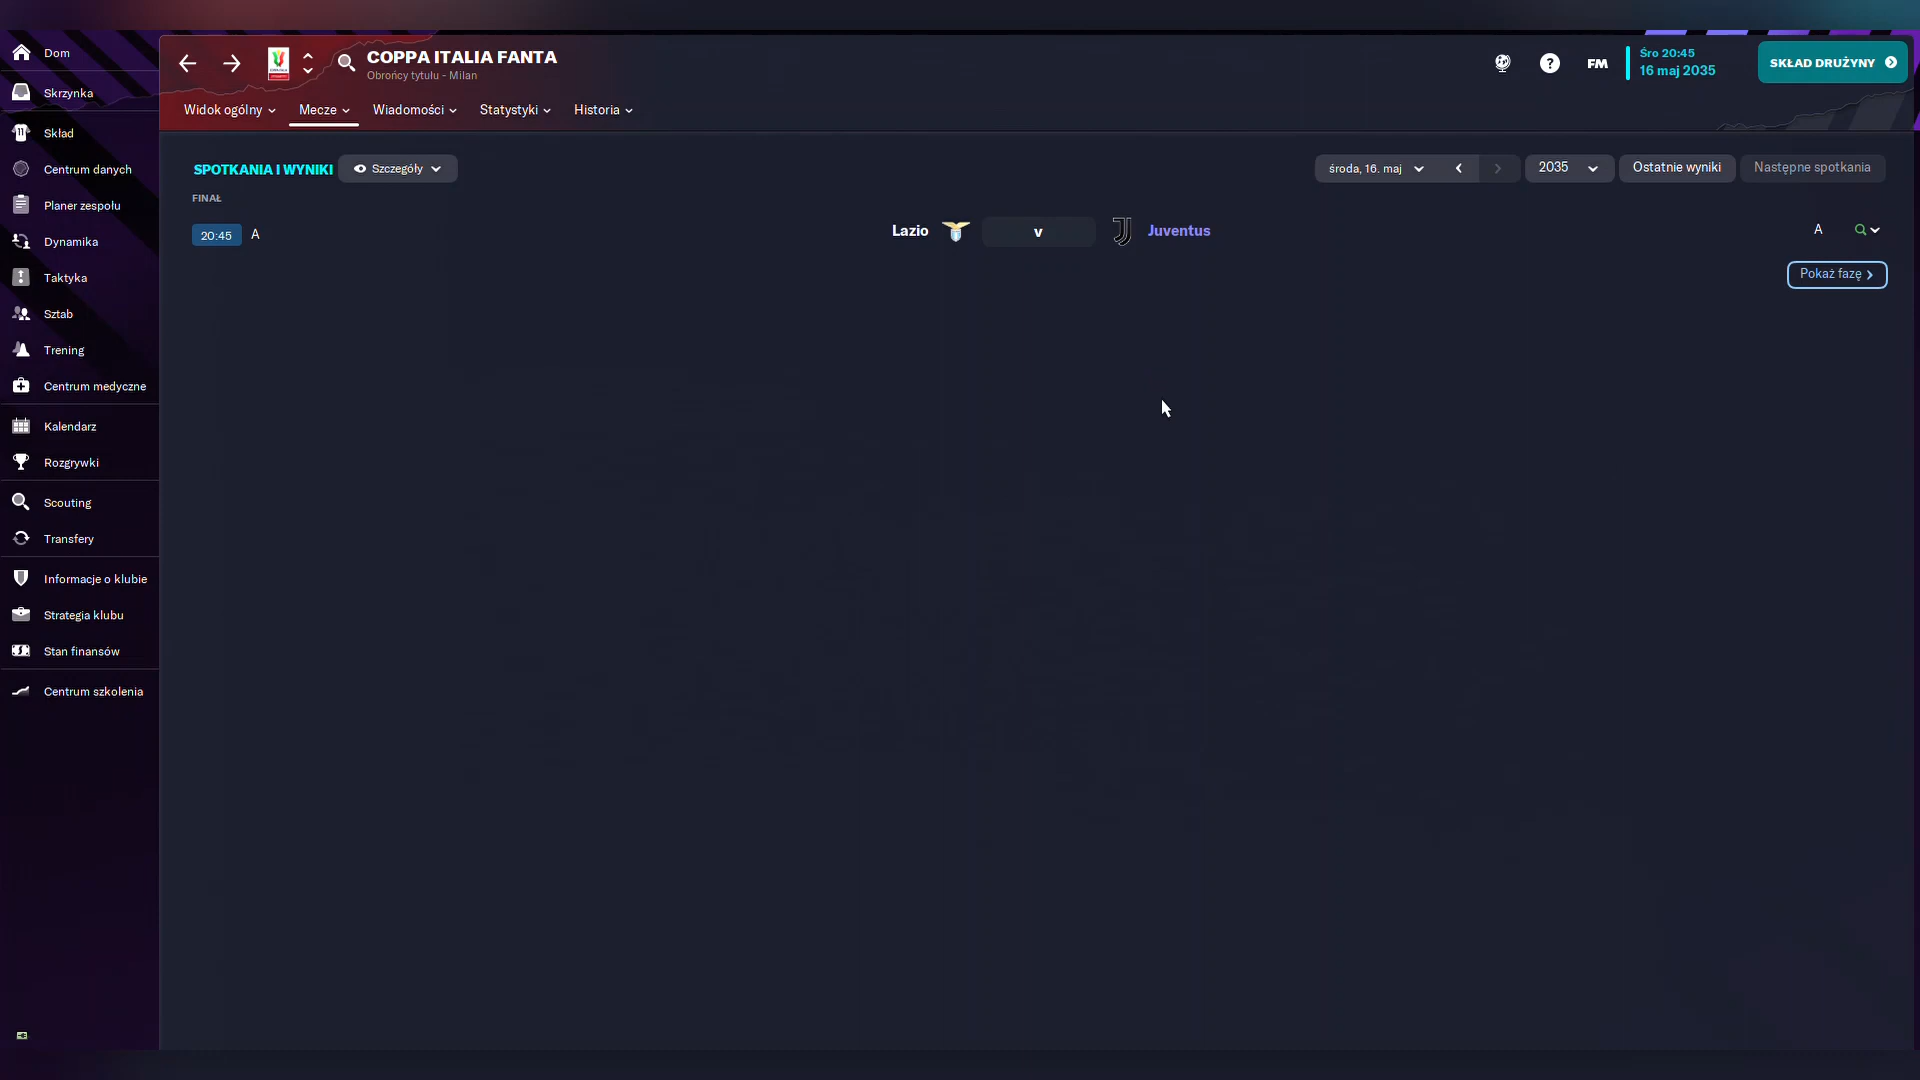 Dom
Skrzynka
Skład
Centrum danych
Planer zespołu
Dynamika
Taktyka
Sztab
Trening
Centrum medyczne
Kalendarz
Rozgrywki
Scouting
Transfery
Informacje o klubie
Strategia klubu
Stan finansów
Centrum szkolenia
COPPA ITALIA FANTA
Obrońcy tytułu - Milan
? FM
Śro 20:45
16 maj 2035
SKŁAD DRUŻYNY
Widok ogólny Mecze Wiadomości Statystyki Historia
SPOTKANIA I WYNIKI Szczegóły środa, 16. maj 2035 Ostatnie wyniki Następne spotkania
FINAŁ
20:45 A Lazio v Juventus A
Pokaż fazę